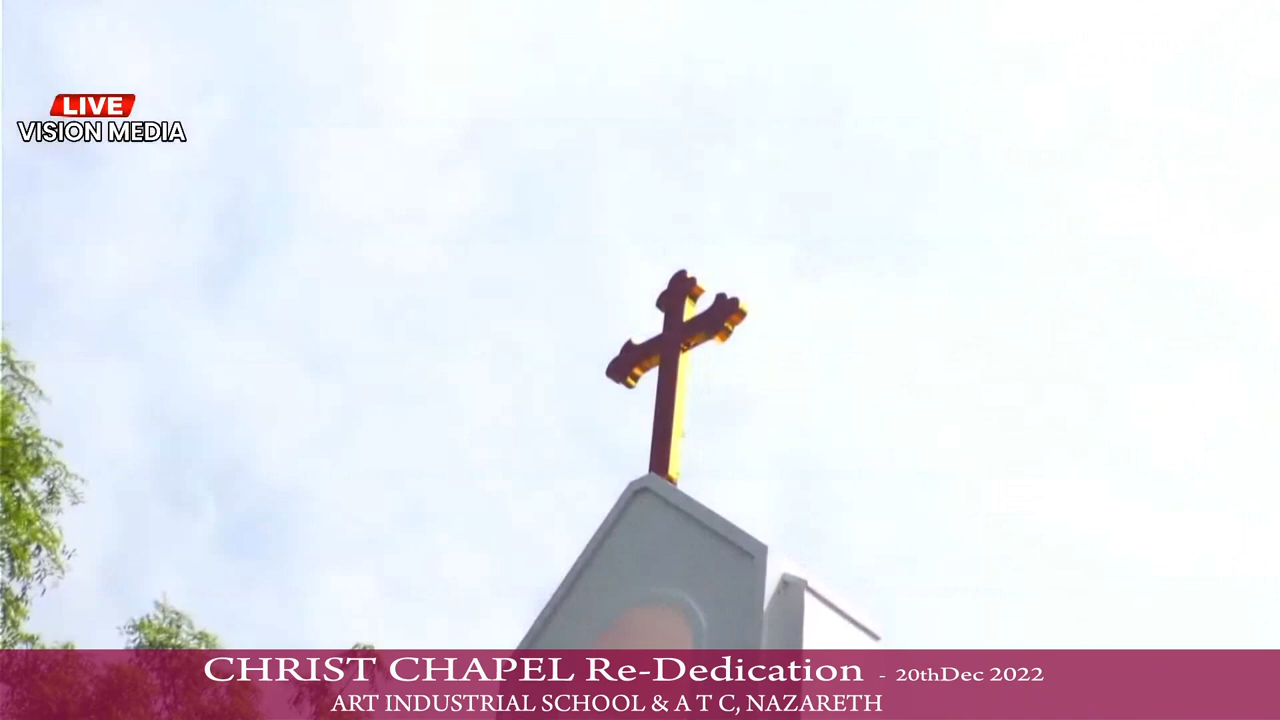 LIVE
VISION MEDIA
CHRIST CHAPEL Re-Dedication - 20thDec 2022
ART INDUSTRIAL SCHOOL & A T C, NAZARETH